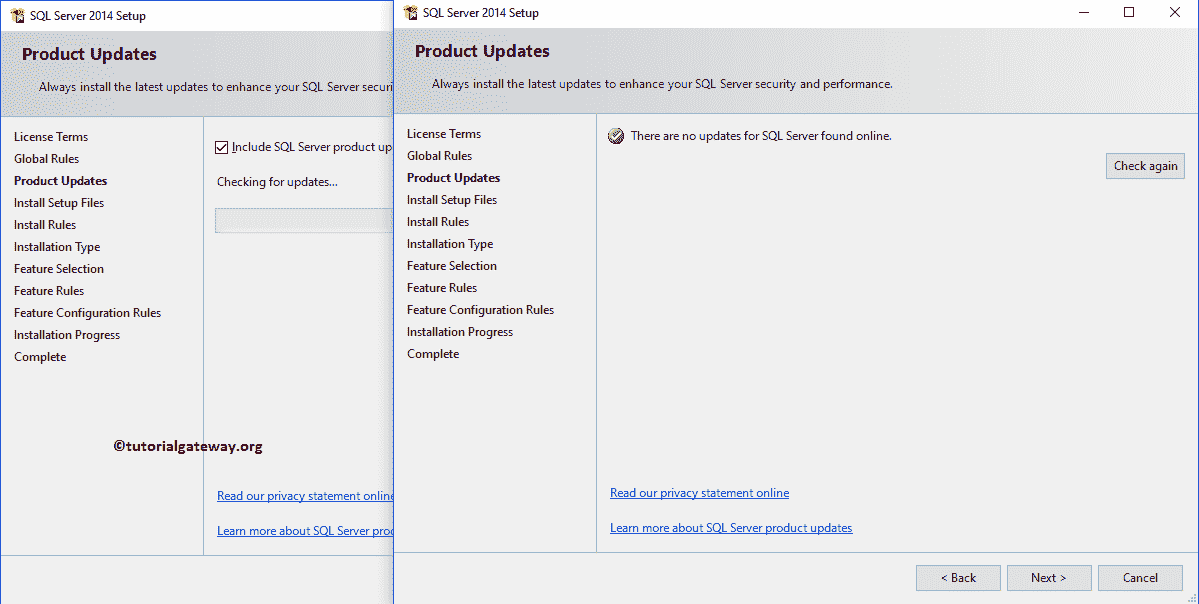 SQL Server 2014 Setup
Product Updates
Always install the latest updates to enhance your SQL Server securi
License Terms
Global Rules
Product Updates
Install Setup Files
Install Rules
Installation Type
Feature Selection
Feature Rules
Feature Configuration Rules
Installation Progress
Complete
Include SQL Server product up
Checking for updates...
©tutorialgateway.org
Read our privacy statement online
Learn more about SQL Server proc
SQL Server 2014 Setup
Product Updates
Always install the latest updates to enhance your SQL Server security and performance.
License Terms
Global Rules
Product Updates
Install Setup Files
Install Rules
Installation Type
Feature Selection
Feature Rules
Feature Configuration Rules
Installation Progress
Complete
There are no updates for SQL Server found online.
Check again
Read our privacy statement online
Learn more about SQL Server product updates
< Back
Next >
Cancel